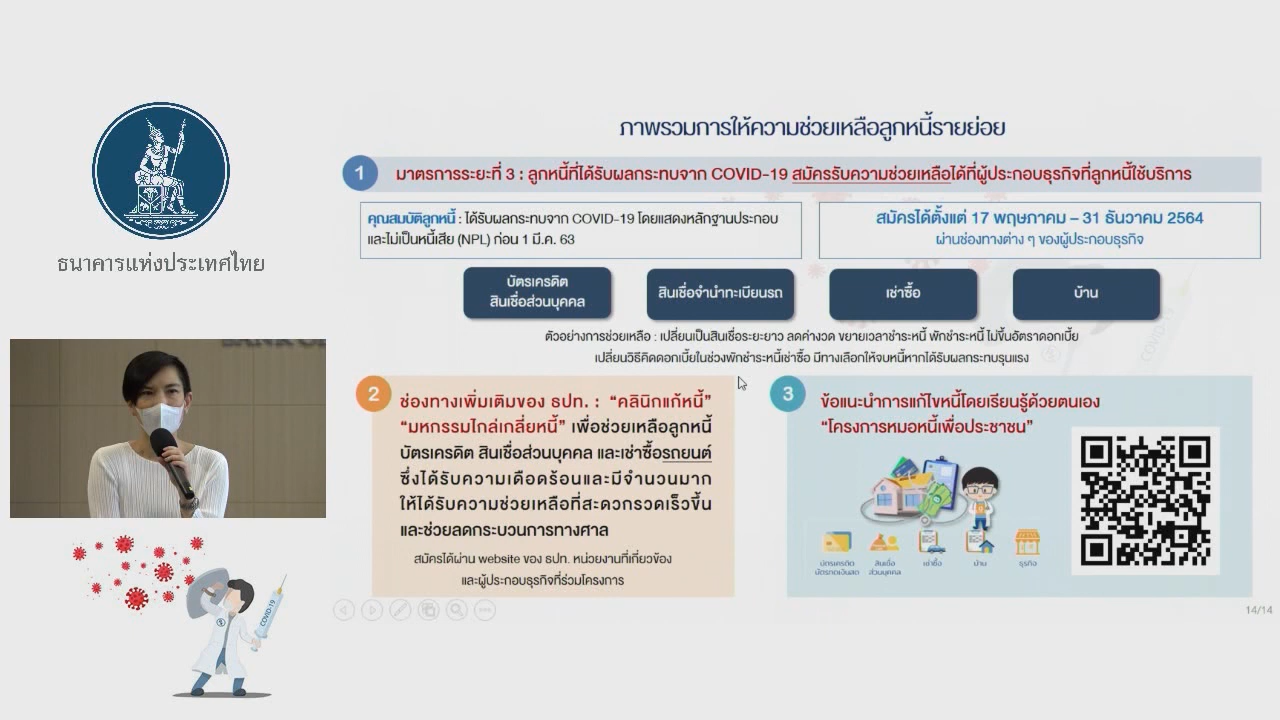 ธนาคารแห่งประเทศไทย
ภาพรวมการให้ความช่วยเหลือลูกหนี้รายย่อย
1
มาตรการระยะที่ 3 : ลูกหนี้ที่ได้รับผลกระทบจาก COVID-19 สมัครรับความช่วยเหลือได้ที่ผู้ประกอบธุรกิจที่ลูกหนี้ใช้บริการ
คุณสมบัติลูกหนี้ : ได้รับผลกระทบจาก COVID-19 โดยแสดงหลักฐานประกอบ
และไม่เป็นหนี้เสีย (NPL) ก่อน 1 มี.ค. 63
สมัครได้ตั้งแต่ 17 พฤษภาคม – 31 ธันวาคม 2564
ผ่านช่องทางต่าง ๆ ของผู้ประกอบธุรกิจ
บัตรเครดิต
สินเชื่อส่วนบุคคล
สินเชื่อจำนำทะเบียนรถ
เช่าซื้อ
บ้าน
ตัวอย่างการช่วยเหลือ : เปลี่ยนเป็นสินเชื่อระยะยาว ลดค่างวด ขยายเวลาชำระหนี้ พักชำระหนี้ ไม่ขึ้นอัตราดอกเบี้ย
เปลี่ยนวิธีคิดดอกเบี้ยในช่วงพักชำระหนี้เช่าซื้อ มีทางเลือกให้จบหนี้หากได้รับผลกระทบรุนแรง
2
ช่องทางเพิ่มเติมของ ธปท. : “คลินิกแก้หนี้”
“มหกรรมไกล่เกลี่ยหนี้” เพื่อช่วยเหลือลูกหนี้
บัตรเครดิต สินเชื่อส่วนบุคคล และเช่าซื้อรถยนต์
ซึ่งได้รับความเดือดร้อนและมีจำนวนมาก
ให้ได้รับความช่วยเหลือที่สะดวกรวดเร็วขึ้น
และช่วยลดกระบวนการทางศาล
สมัครได้ผ่าน website ของ ธปท. หน่วยงานที่เกี่ยวข้อง
และผู้ประกอบธุรกิจที่ร่วมโครงการ
3
ข้อแนะนำการแก้ไขหนี้โดยเรียนรู้ด้วยตนเอง
“โครงการหมอหนี้เพื่อประชาชน”
บัตรเครดิต
บัตรกดเงินสด
สินเชื่อ
ส่วนบุคคล
เช่าซื้อ
บ้าน
ธุรกิจ
COVID-19
COVID-19
14/14